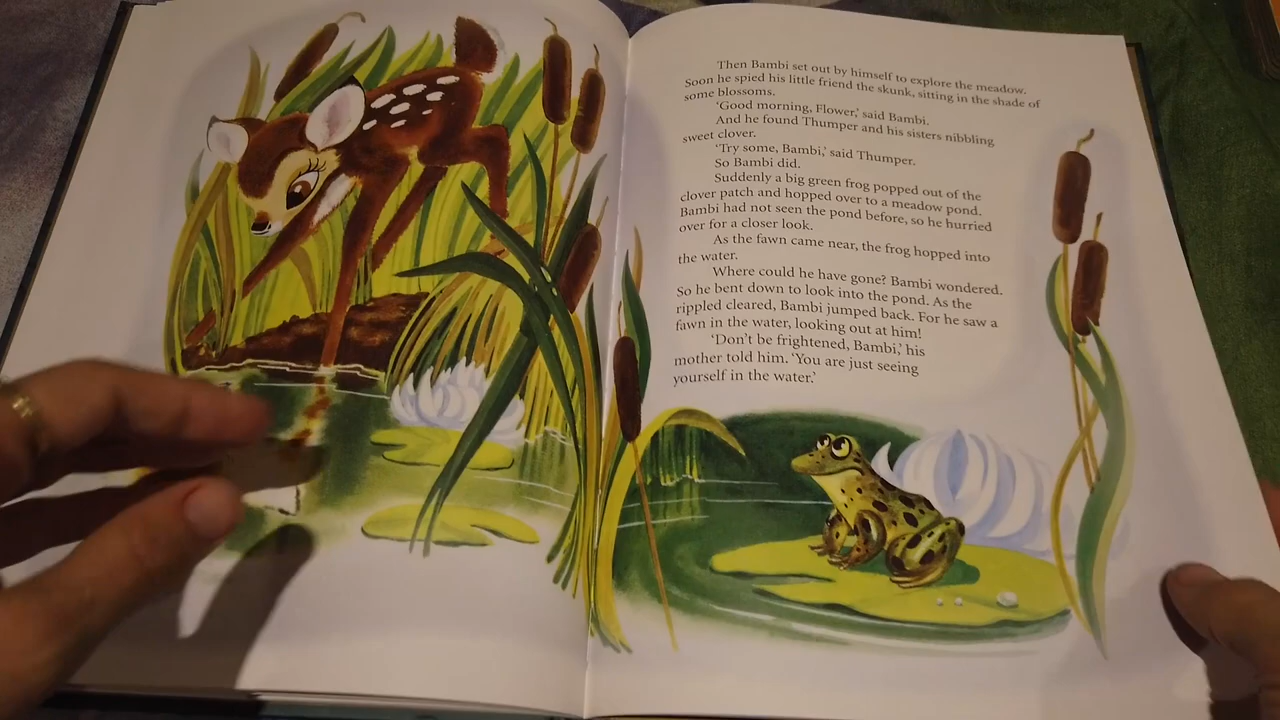 Then Bambi set out by himself to explore the meadow.
Soon he spied his little friend the skunk, sitting in the shade of
some blossoms.
‘Good morning, Flower,’ said Bambi.
And he found Thumper and his sisters nibbling
sweet clover.
‘Try some, Bambi,’ said Thumper.
So Bambi did.
Suddenly a big green frog popped out of the
clover patch and hopped over to a meadow pond.
Bambi had not seen the pond before, so he hurried
over for a closer look.
As the fawn came near, the frog hopped into
the water.
Where could he have gone? Bambi wondered.
So he bent down to look into the pond. As the
rippled cleared, Bambi jumped back. For he saw a
fawn in the water, looking out at him!
‘Don’t be frightened, Bambi,’ his
mother told him. ‘You are just seeing
yourself in the water.’